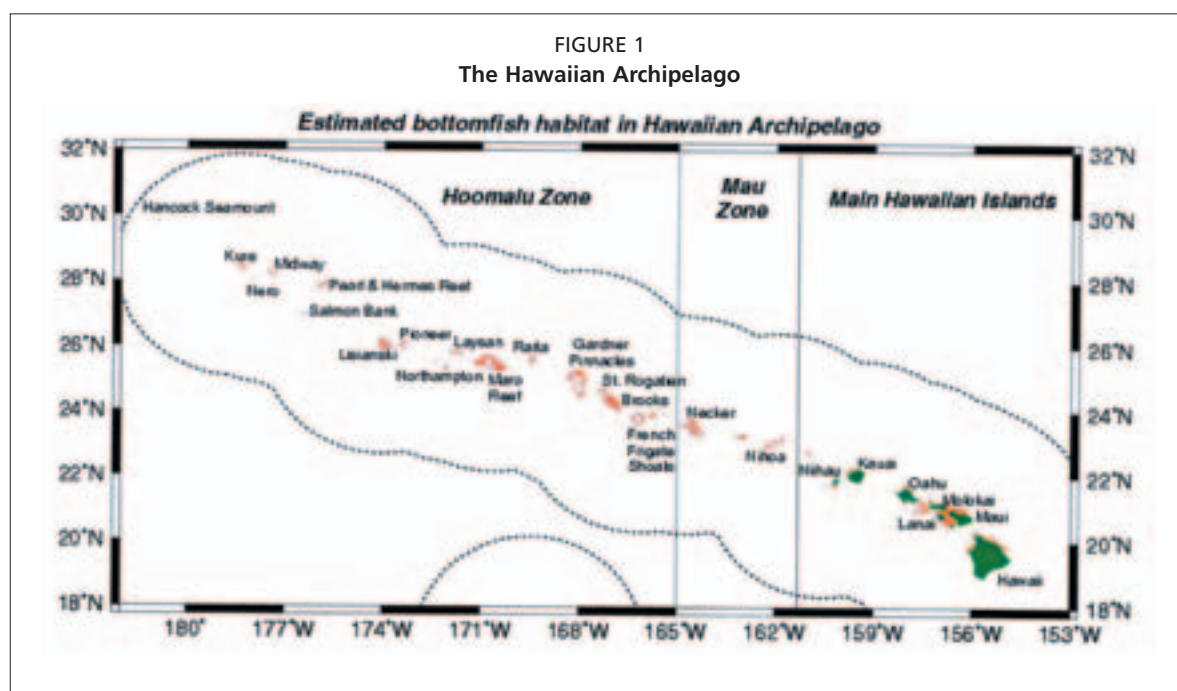 FIGURE 1
The Hawaiian Archipelago
Estimated bottomfish habitat in Hawaiian Archipelago
32°N
30°N
28°N
26°N
24°N
22°N
20°N
18°N
Hoomalu Zone
Mau
Zone
Main Hawaiian Islands
Hancock Seamount
Kure
Midway
Nero
Pearl & Hermes Reef
Salmon Bank
Pioneer
Lisianski
Laysan
Northampton
Maro
Reef
Raita
Gardner
Pinnacles
St. Rogatien
Brooks
French
Frigate
Shoals
Necker
Nihoa
Niihau
Kauai
Oahu
Molokai
Lanai
Maui
Hawaii
32°N
30°N
28°N
26°N
24°N
22°N
20°N
18°N
180°
177°W
174°W
171°W
168°W
165°W
162°W
159°W
156°W
153°W